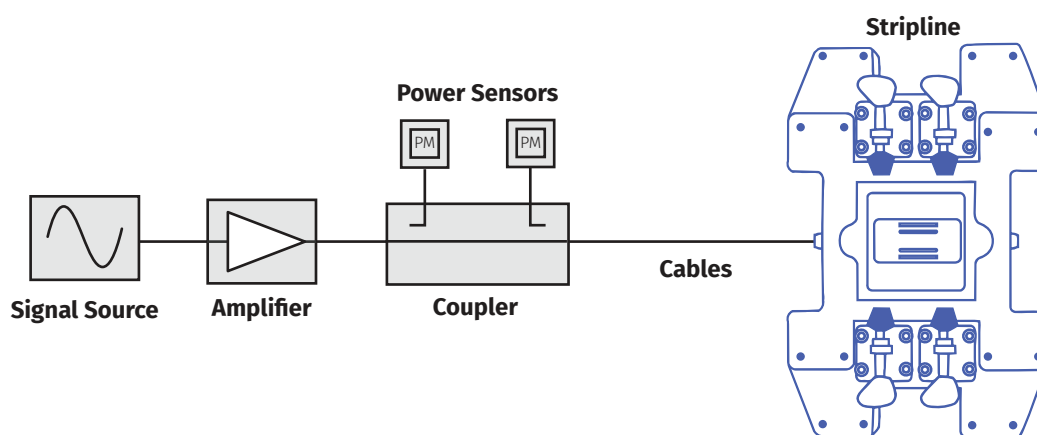 Stripline
Power Sensors
PM
PM
Cables
Signal Source
Amplifier
Coupler